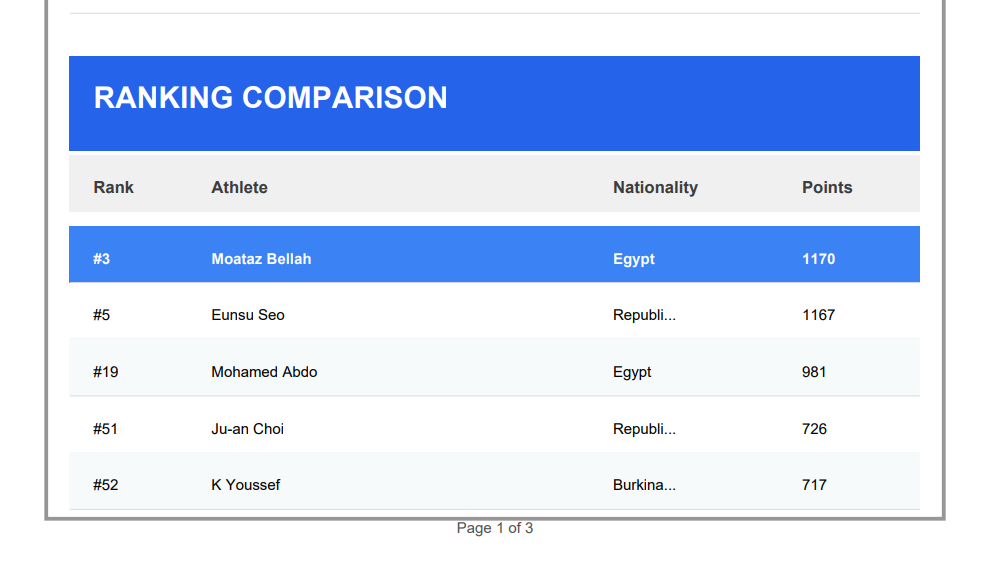 RANKING COMPARISON
Rank Athlete Nationality Points
#3 Moataz Bellah Egypt 1170
#5 Eunsu Seo Republi... 1167
#19 Mohamed Abdo Egypt 981
#51 Ju-an Choi Republi... 726
#52 K Youssef Burkina... 717
Page 1 of 3